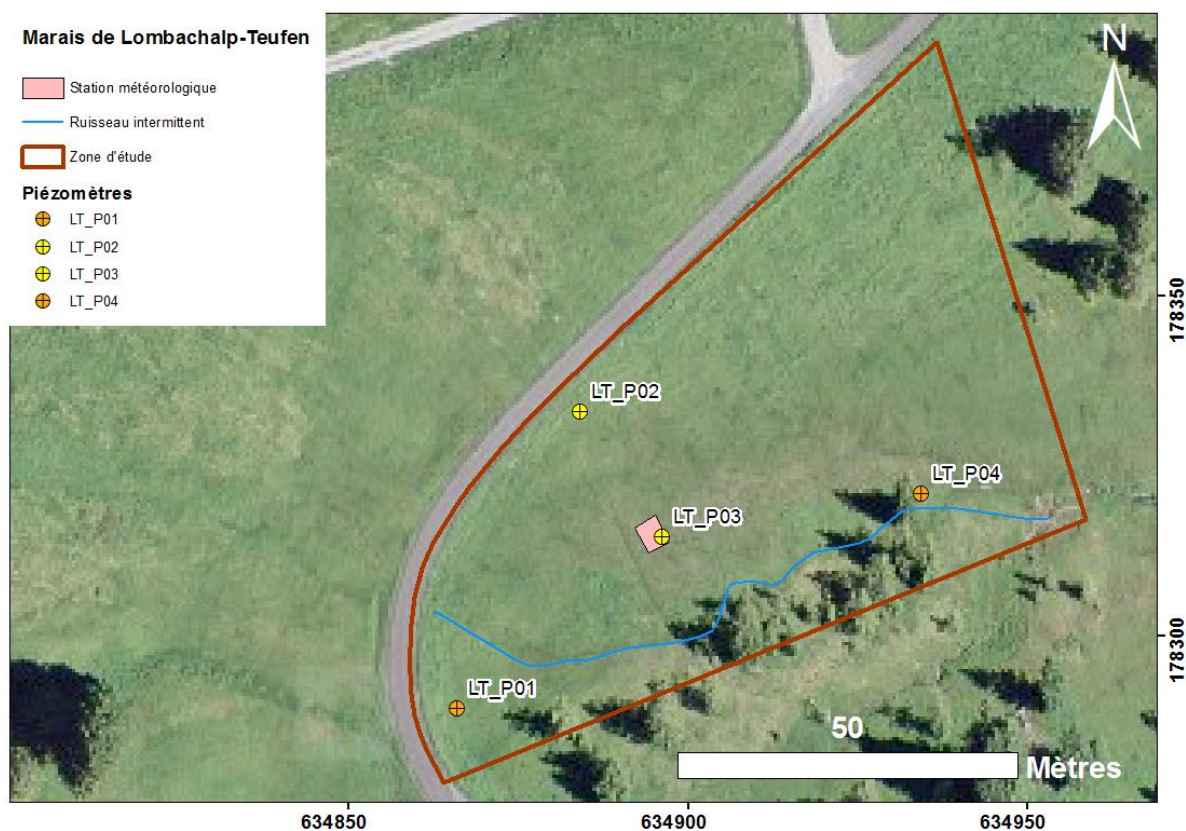 Marais de Lombachalp-Teufen
Station météorologique
Ruisseau intermittent
Zone d'étude
Piézomètres
LT_P01
LT_P02
LT_P03
LT_P04
N
178350
LT_P02
LT_P04
LT_P03
178300
LT_P01
50
Mètres
634850
634900
634950